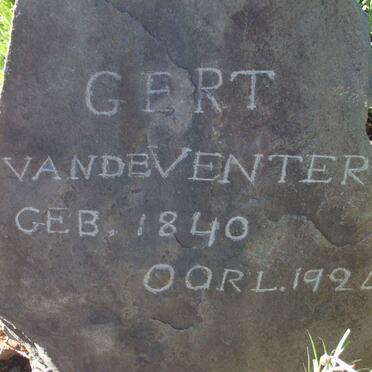 GERT
VANDEVENTER
GEB. 1840
OORL. 192